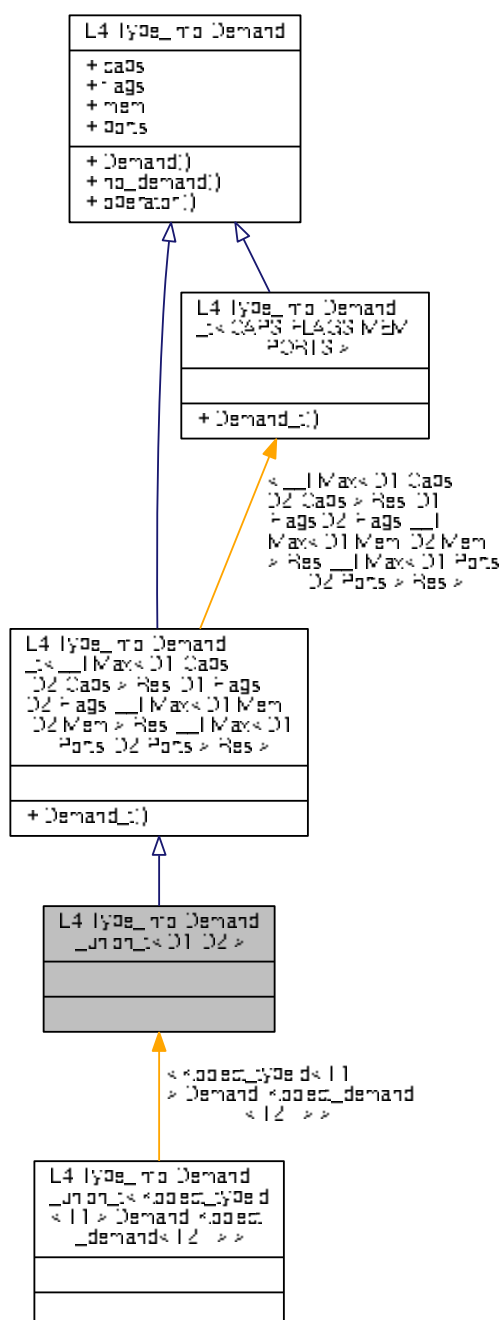 L4 Type_info Demand
+ caps
+ flags
+ mem
+ ports
+ Demand()
+ no_demand()
+ operator|()
L4 Type_info Demand
_t< CAPS FLAGS MEM
PORTS >
+ Demand_t()
< __I Max< D1 Caps
D2 Caps > Res D1
Flags D2 Flags __I
Max< D1 Mem D2 Mem
> Res __I Max< D1 Ports
D2 Ports > Res >
L4 Type_info Demand
_t< __I Max< D1 Caps
D2 Caps > Res D1 Flags
D2 Flags __I Max< D1 Mem
D2 Mem > Res __I Max< D1
Ports D2 Ports > Res >
+ Demand_t()
L4 Type_info Demand
_union_t< D1 D2 >
< Kobject_typeid< T1
> Demand Kobject_demand
< T2 > >
L4 Type_info Demand
_union_t< Kobject_typeid
< T1 > Demand Kobject
_demand< T2 > >